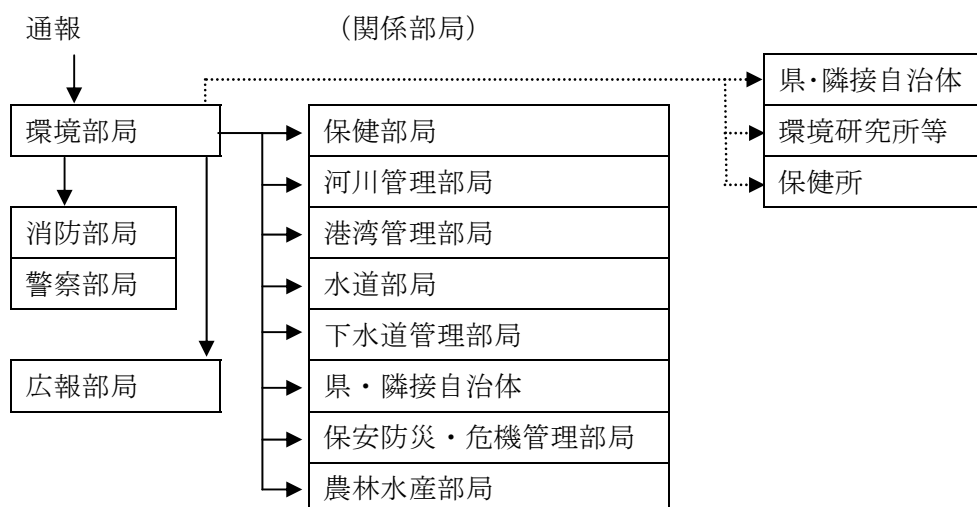 通報
(関係部局)
県・隣接自治体
環境研究所等
保健所
環境部局
消防部局
警察部局
広報部局
保健部局
河川管理部局
港湾管理部局
水道部局
下水道管理部局
県・隣接自治体
保安防災・危機管理部局
農林水産部局